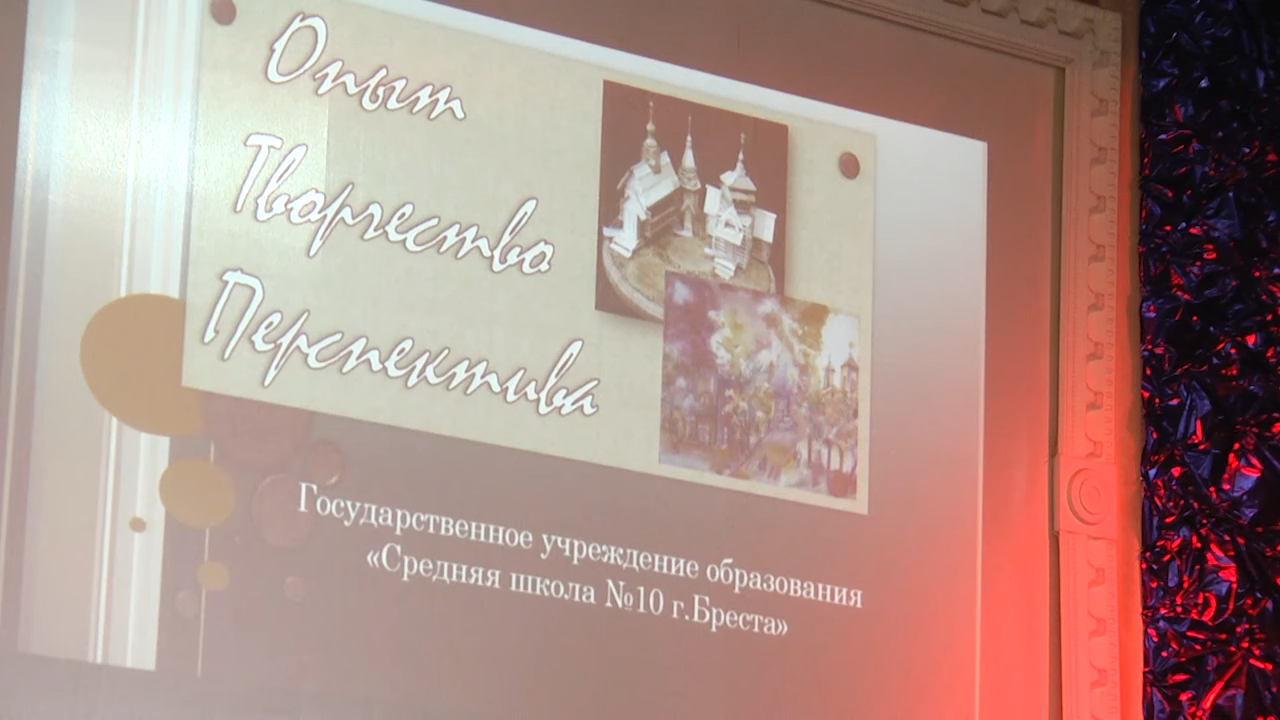 Опыт
Творчество
Перспектива
Государственное учреждение образования
«Средняя школа №10 г.Бреста»